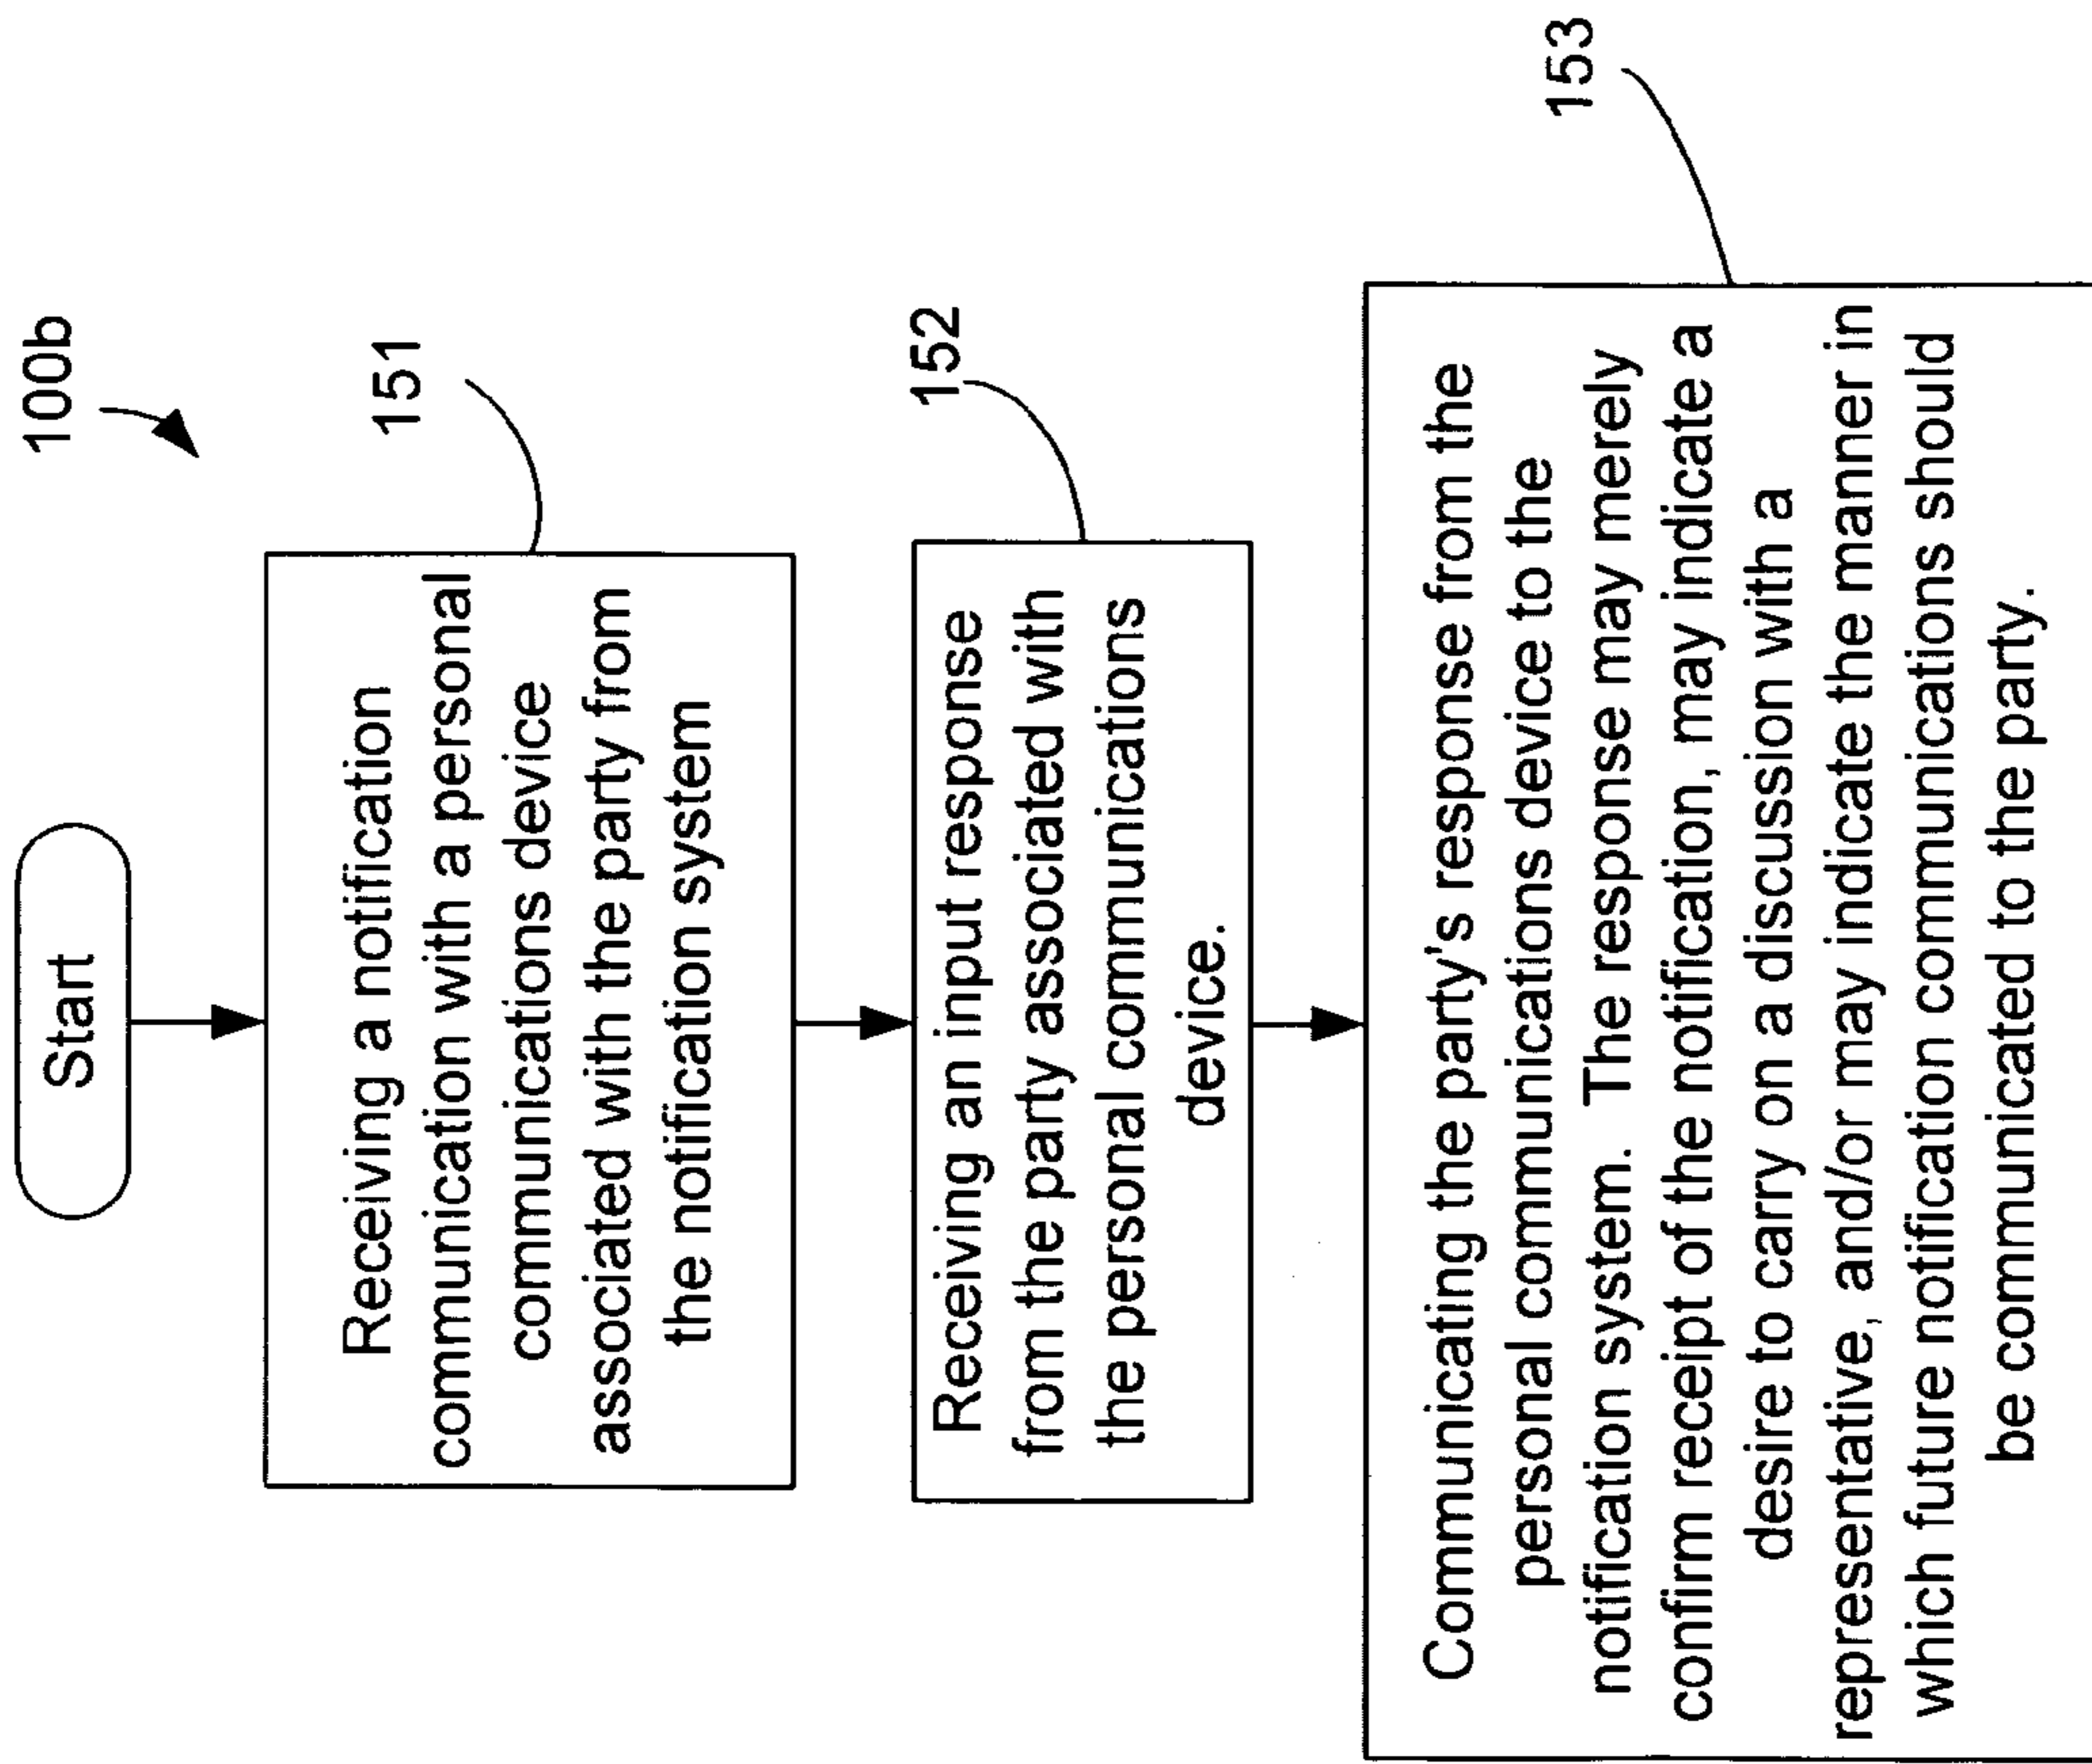 100b
Start
151
Receiving a notification
communication with a personal
communications device
associated with the party from
the notification system
152
Receiving an input response
from the party associated with
the personal communications
device.
153
Communicating the party's response from the
personal communications device to the
notification system.  The response may merely
confirm receipt of the notification, may indicate a
desire to carry on a discussion with a
representative, and/or may indicate the manner in
which future notification communications should
be communicated to the party.